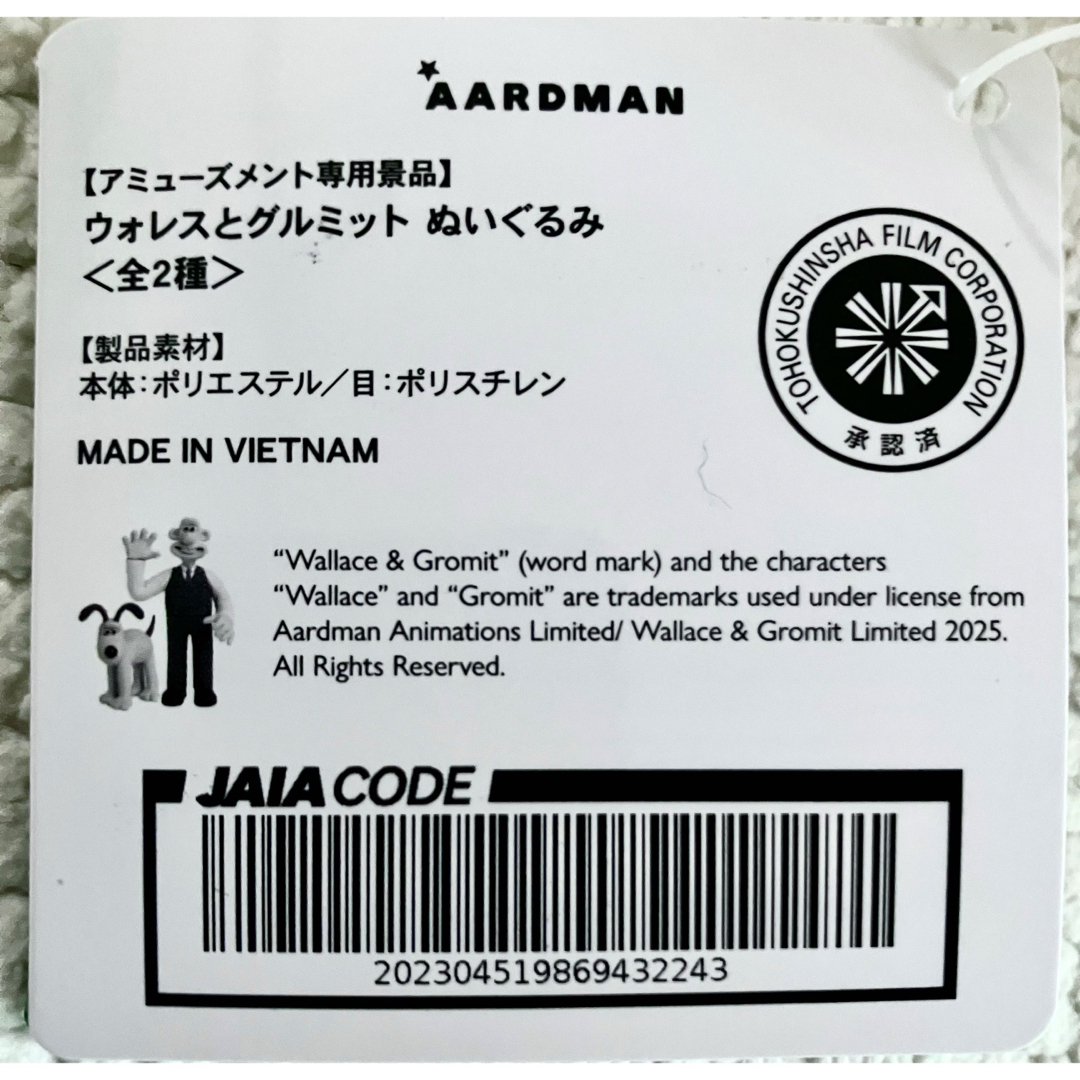 AARDMAN
【アミューズメント専用景品】
ウォレスとグルミット ぬいぐるみ
＜全2種＞
TOHOKUSHINSHA FILM CORPORATION
承認済
【製品素材】
本体：ポリエステル／目：ポリスチレン
MADE IN VIETNAM
“Wallace & Gromit” (word mark) and the characters
“Wallace” and “Gromit” are trademarks used under license from
Aardman Animations Limited/ Wallace & Gromit Limited 2025.
All Rights Reserved.
JAIA CODE
202304519869432243